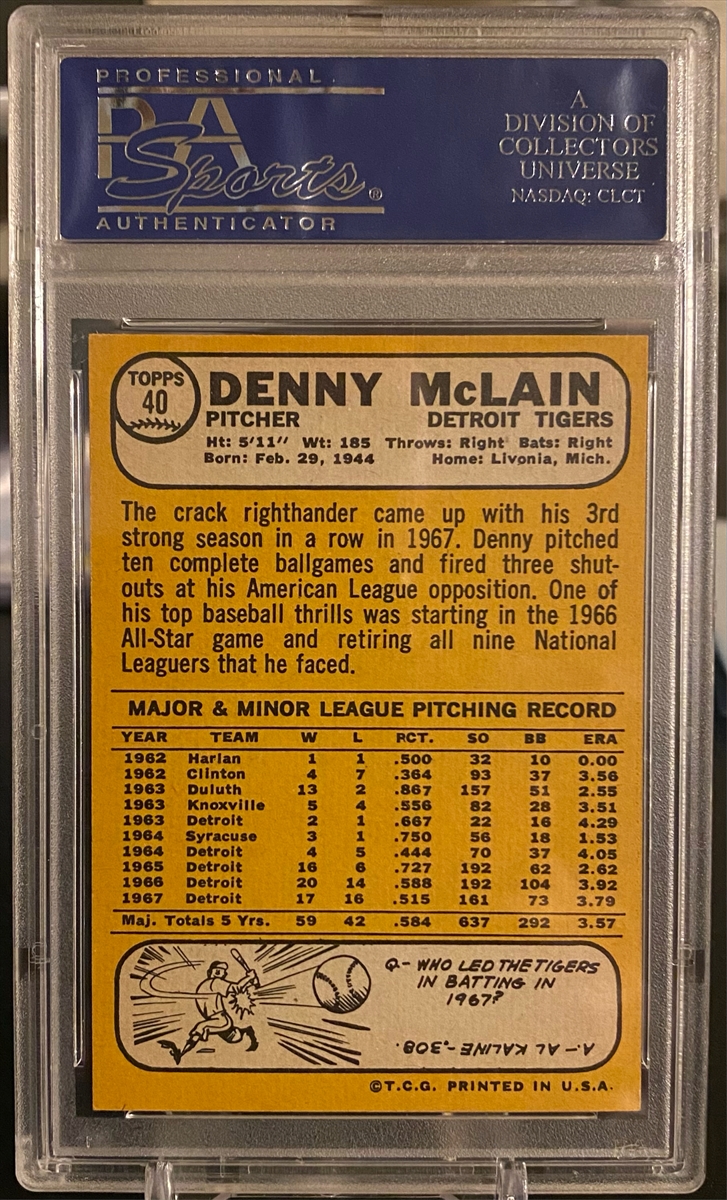 PROFESSIONAL
PSA
Sports®
AUTHENTICATOR
A
DIVISION OF
COLLECTORS
UNIVERSE
NASDAQ: CLCT
TOPPS
40
DENNY McLAIN
PITCHER DETROIT TIGERS
Ht: 5'11" Wt: 185 Throws: Right Bats: Right
Born: Feb. 29, 1944 Home: Livonia, Mich.
The crack righthander came up with his 3rd
strong season in a row in 1967. Denny pitched
ten complete ballgames and fired three shut-
outs at his American League opposition. One of
his top baseball thrills was starting in the 1966
All-Star game and retiring all nine National
Leaguers that he faced.
MAJOR & MINOR LEAGUE PITCHING RECORD
YEAR TEAM W L PCT. SO BB ERA
1962 Harlan 1 1 .500 32 10 0.00
1962 Clinton 4 7 .364 93 37 3.56
1963 Duluth 13 2 .867 157 51 2.55
1963 Knoxville 5 4 .556 82 28 3.51
1963 Detroit 2 1 .667 22 16 4.29
1964 Syracuse 3 1 .750 56 18 1.53
1964 Detroit 4 5 .444 70 37 4.05
1965 Detroit 16 6 .727 192 62 2.62
1966 Detroit 20 14 .588 192 104 3.92
1967 Detroit 17 16 .515 161 73 3.79
Maj. Totals 5 Yrs. 59 42 .584 637 292 3.57
Q- WHO LED THE TIGERS
IN BATTING IN
1967?
A.- AL KALINE-,308.
©T.C.G. PRINTED IN U.S.A.